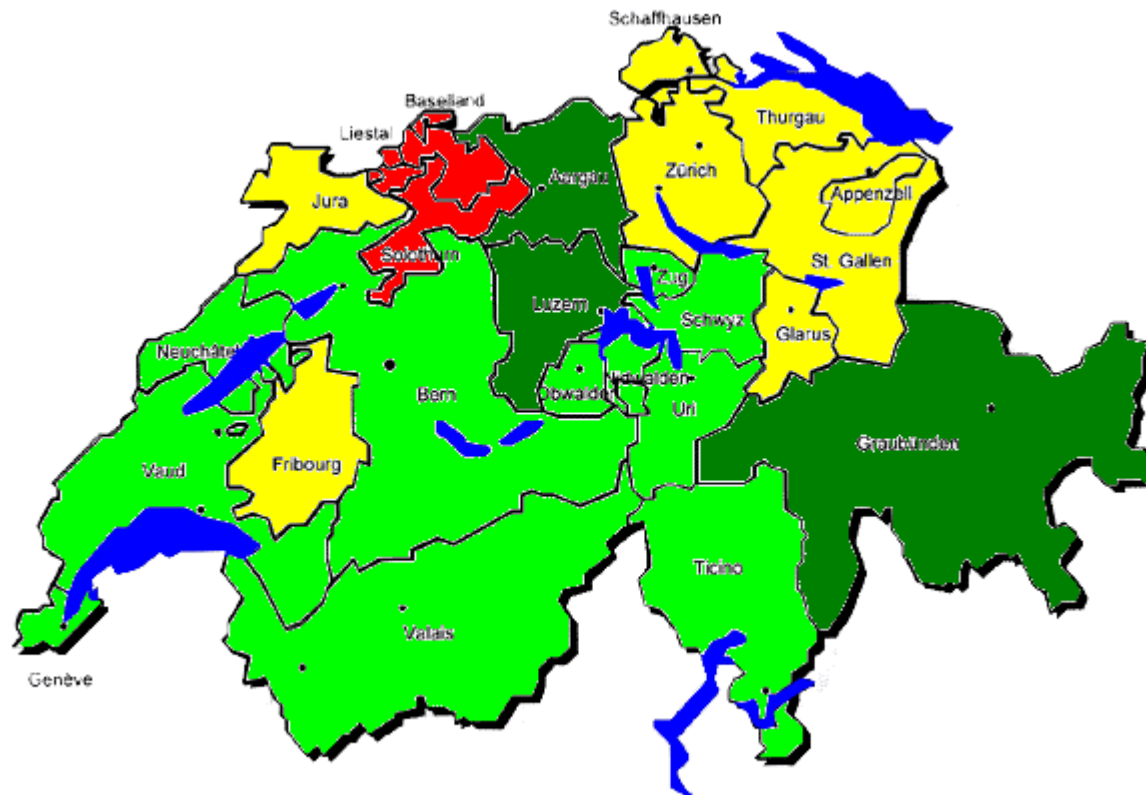 Schaffhausen
Baselland
Thurgau
Liestal
Aargau
Zürich
Appenzell
Jura
Solothurn
St. Gallen
Zug
Luzern
Schwyz
Glarus
Neuchâtel
Nidwalden
Bern
Obwalden
Uri
Graubünden
Vaud
Fribourg
Ticino
Valais
Genève